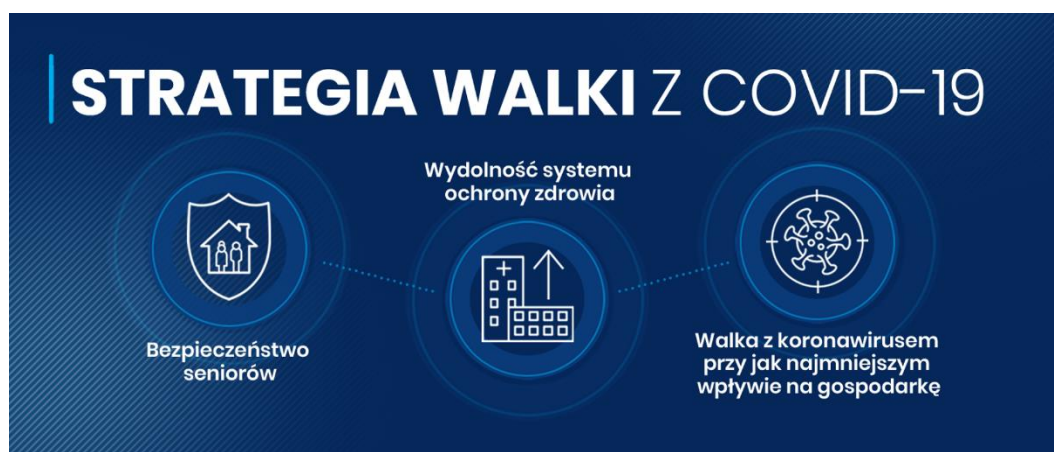 STRATEGIA WALKI Z COVID-19
Bezpieczeństwo
seniorów
Wydolność systemu
ochrony zdrowia
Walka z koronawirusem
przy jak najmniejszym
wpływie na gospodarkę